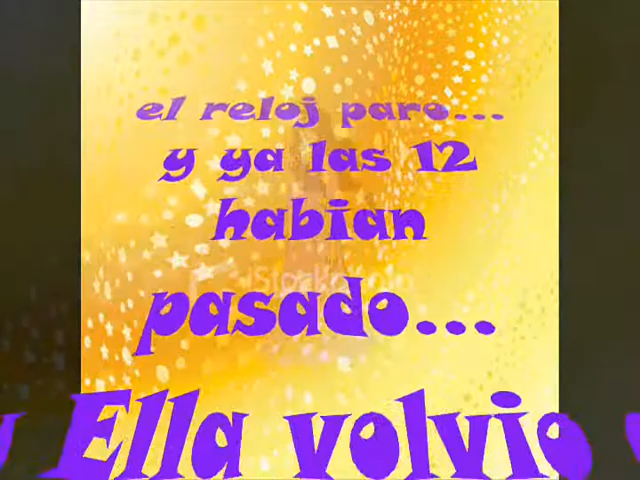 el reloj paro...
y ya las 12
habian
pasado...
Ella volvio